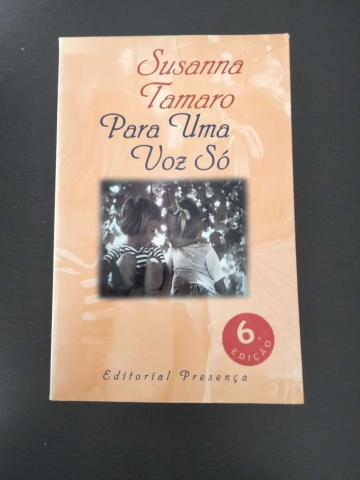 Susanna
Tamaro
Para Uma
Voz Só
6.ª
EDIÇÃO
Editorial Presença